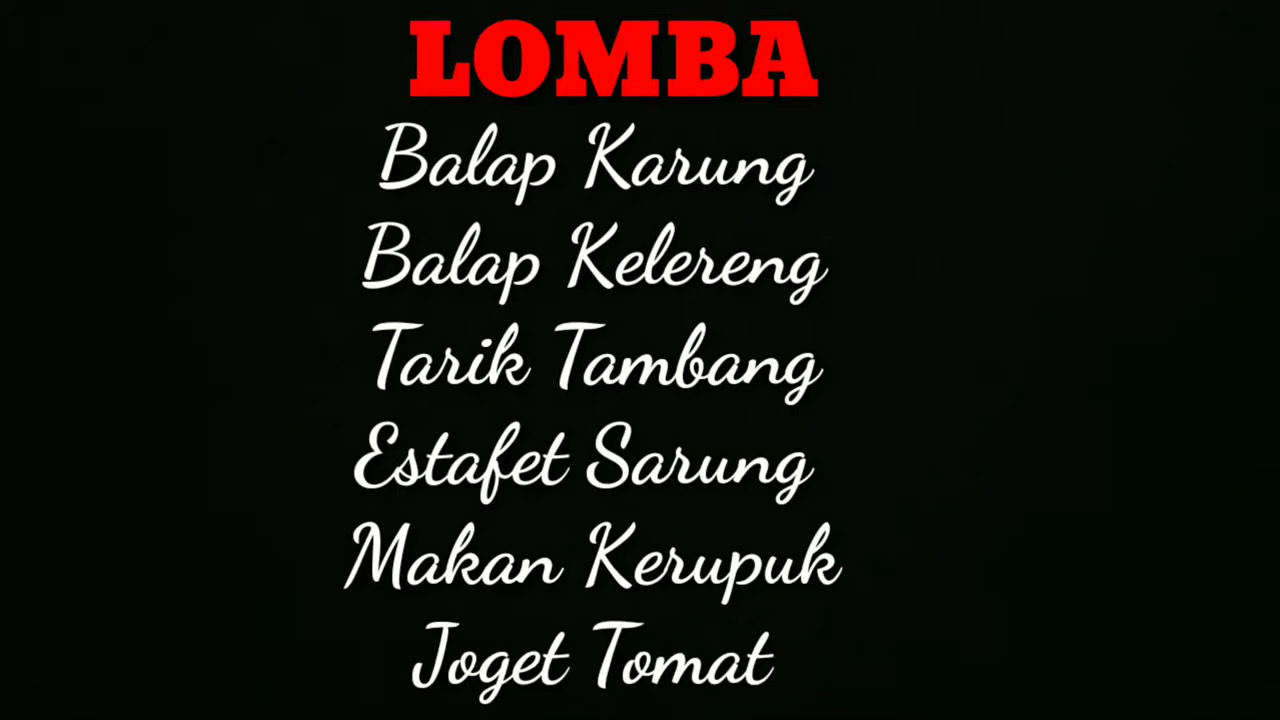 LOMBA
Balap Karung
Balap Kelereng
Tarik Tambang
Estafet Sarung
Makan Kerupuk
Joget Tomat